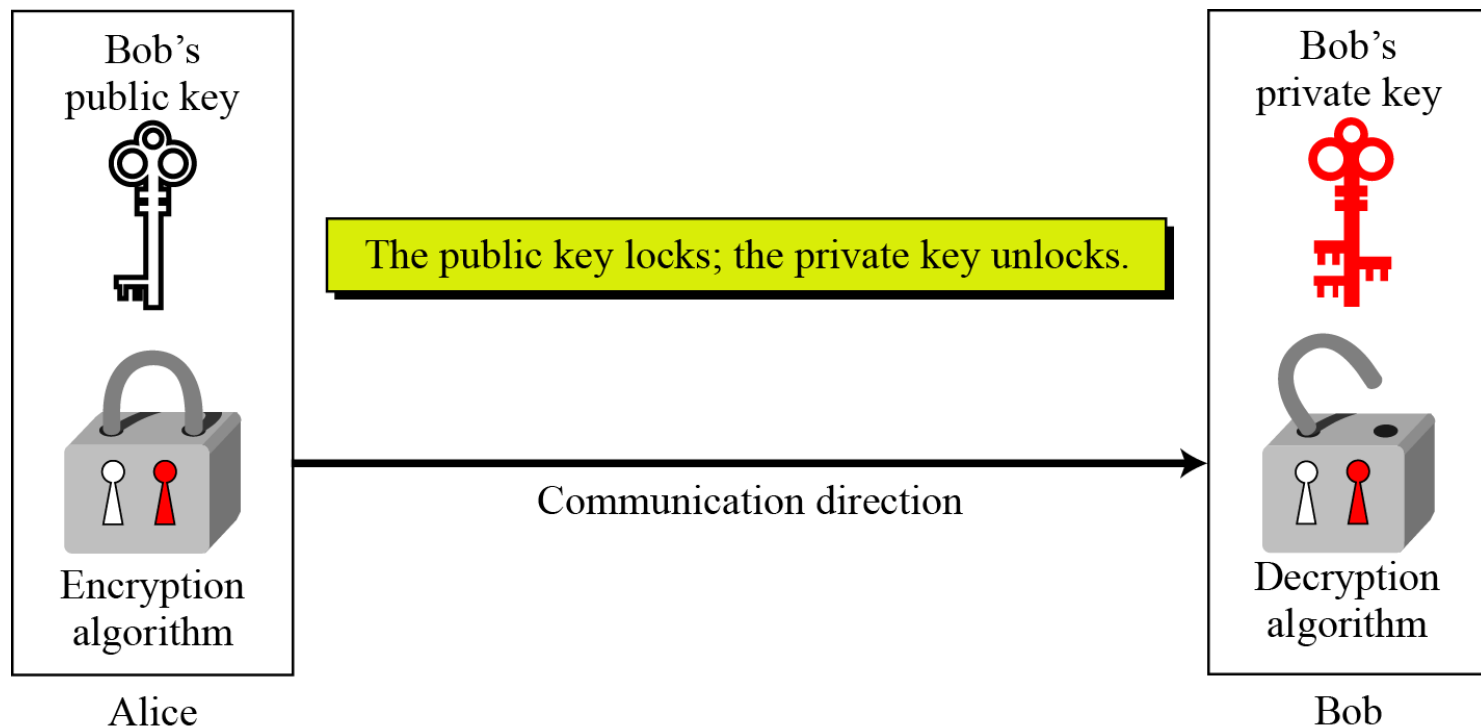 Bob’s
public key
Bob’s
private key
The public key locks; the private key unlocks.
Communication direction
Encryption
algorithm
Decryption
algorithm
Alice
Bob